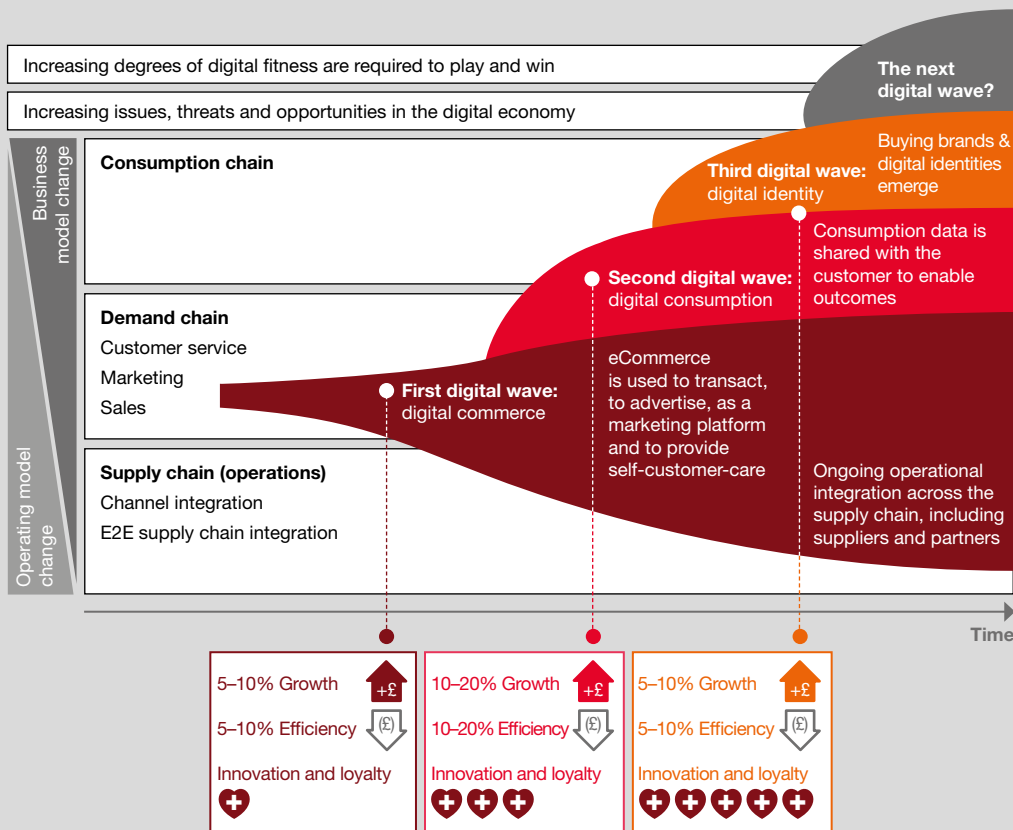 Increasing degrees of digital fitness are required to play and win
Increasing issues, threats and opportunities in the digital economy
The next
digital wave?
Business
model change
Operating model
change
Consumption chain
Third digital wave:
digital identity
Buying brands &
digital identities
emerge
Second digital wave:
digital consumption
Consumption data is
shared with the
customer to enable
outcomes
Demand chain
Customer service
Marketing
Sales
First digital wave:
digital commerce
eCommerce
is used to transact,
to advertise, as a
marketing platform
and to provide
self-customer-care
Supply chain (operations)
Channel integration
E2E supply chain integration
Ongoing operational
integration across the
supply chain, including
suppliers and partners
Time
5–10% Growth
+£
5–10% Efficiency
(£)
Innovation and loyalty
10–20% Growth
+£
10–20% Efficiency
(£)
Innovation and loyalty
5–10% Growth
+£
5–10% Efficiency
(£)
Innovation and loyalty